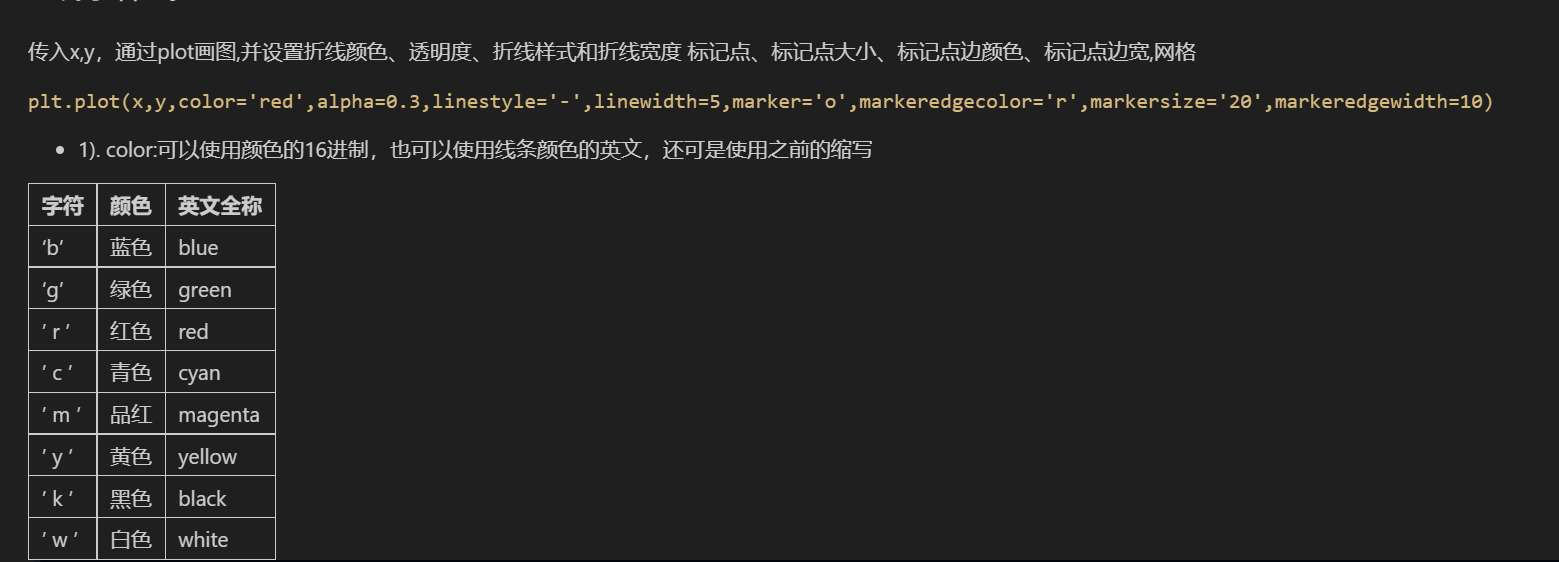 传入x,y，通过plot画图,并设置折线颜色、透明度、折线样式和折线宽度 标记点、标记点大小、标记点边颜色、标记点边宽,网格
plt.plot(x,y,color='red',alpha=0.3,linestyle='-',linewidth=5,marker='o',markeredgecolor='r',markersize='20',markeredgewidth=10)
• 1). color:可以使用颜色的16进制，也可以使用线条颜色的英文，还可是使用之前的缩写
字符 颜色 英文全称
‘b’ 蓝色 blue
‘g’ 绿色 green
’ r ’ 红色 red
’ c ’ 青色 cyan
’ m ’ 品红 magenta
’ y ’ 黄色 yellow
’ k ’ 黑色 black
’ w ’ 白色 white